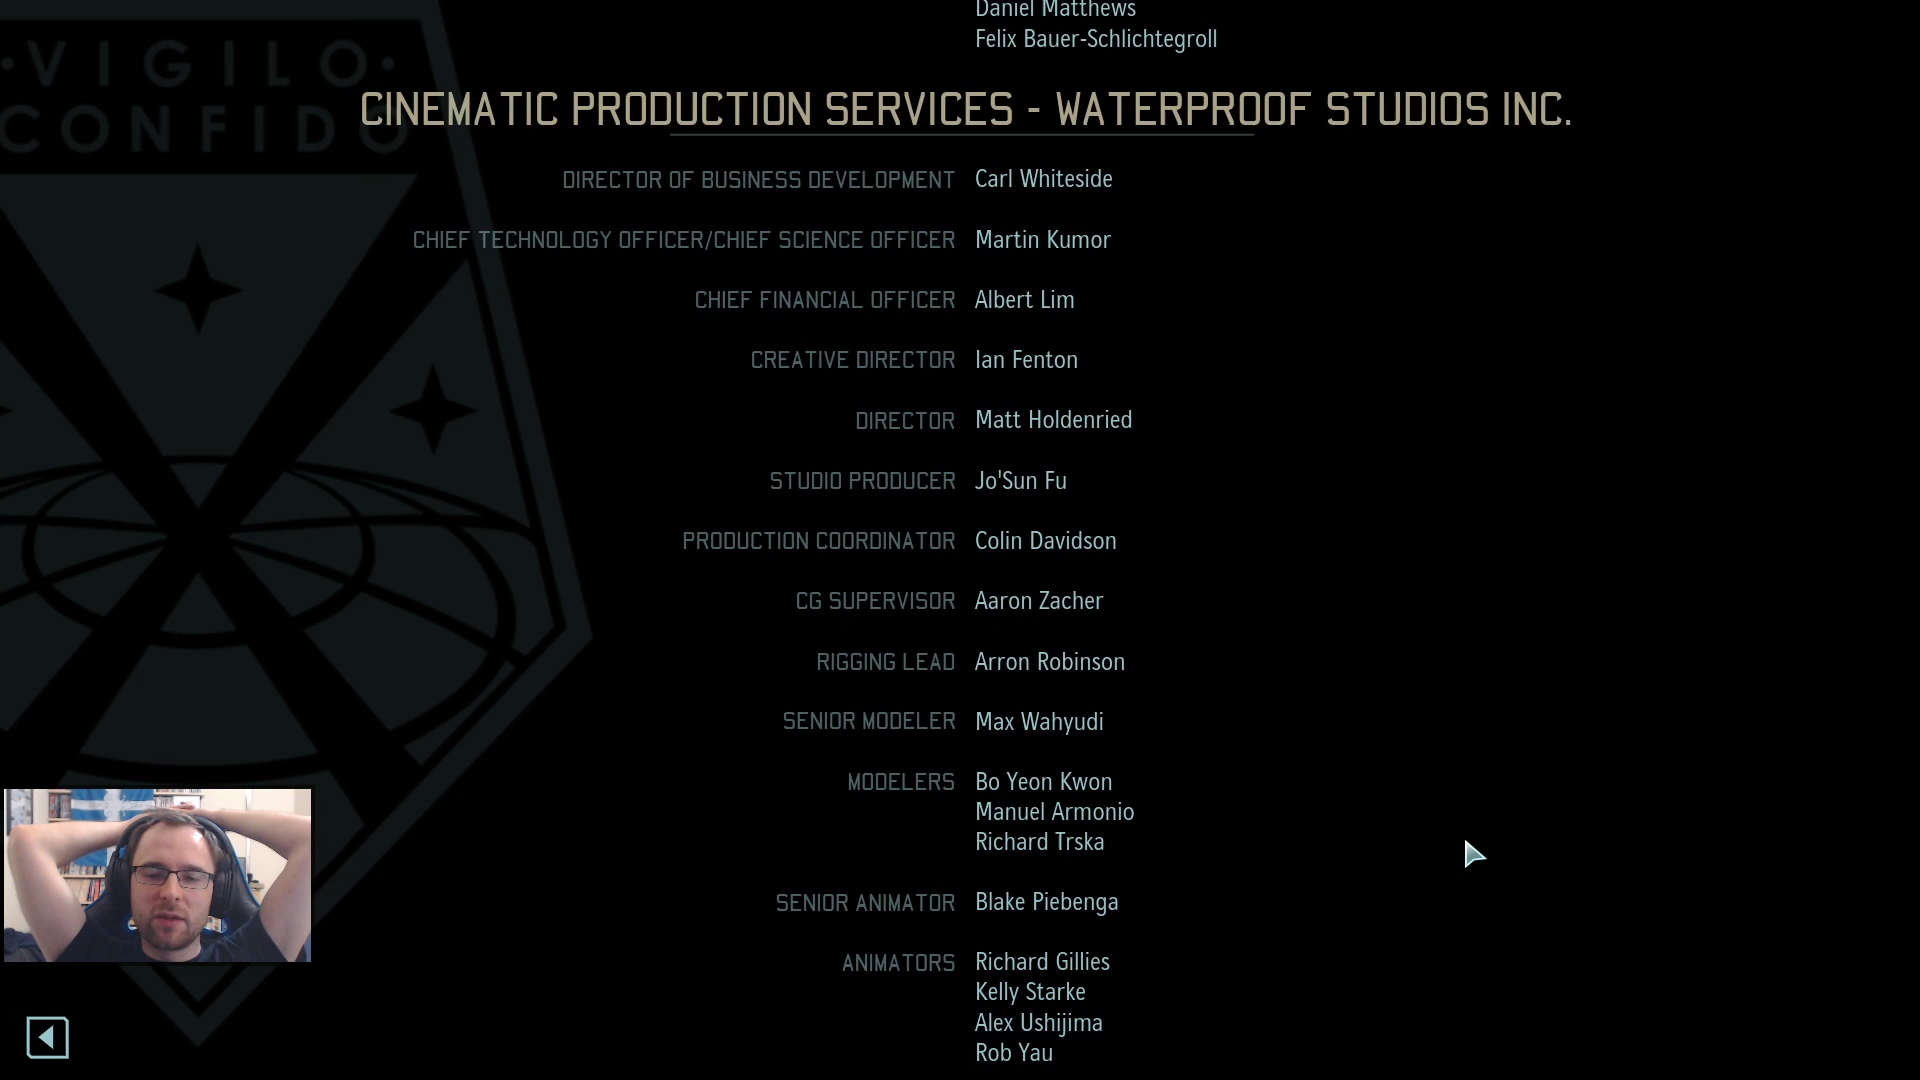 ·VIGILO·
CONFIDO
Daniel Matthews
Felix Bauer-Schlichtegroll
CINEMATIC PRODUCTION SERVICES - WATERPROOF STUDIOS INC.
DIRECTOR OF BUSINESS DEVELOPMENT Carl Whiteside
CHIEF TECHNOLOGY OFFICER/CHIEF SCIENCE OFFICER Martin Kumor
CHIEF FINANCIAL OFFICER Albert Lim
CREATIVE DIRECTOR Ian Fenton
DIRECTOR Matt Holdenried
STUDIO PRODUCER Jo'Sun Fu
PRODUCTION COORDINATOR Colin Davidson
CG SUPERVISOR Aaron Zacher
RIGGING LEAD Arron Robinson
SENIOR MODELER Max Wahyudi
MODELERS Bo Yeon Kwon
Manuel Armonio
Richard Trska
SENIOR ANIMATOR Blake Piebenga
ANIMATORS Richard Gillies
Kelly Starke
Alex Ushijima
Rob Yau